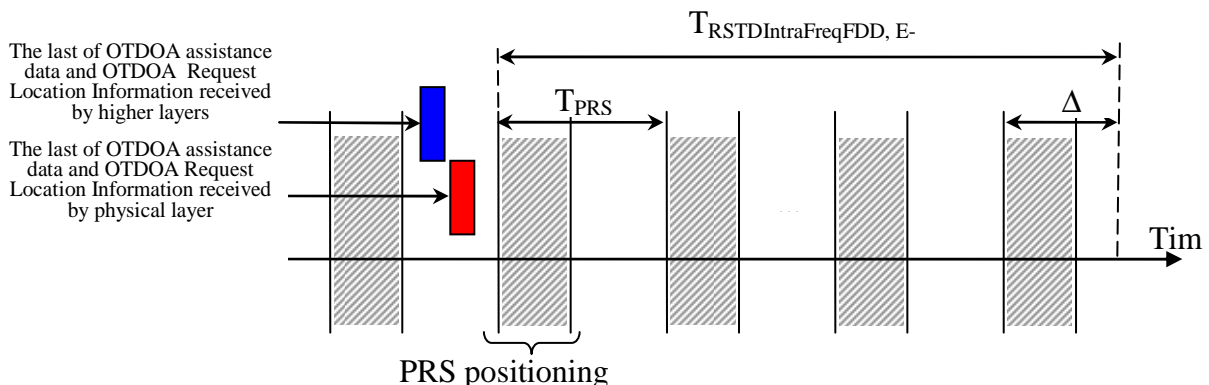 T_RSTDIntraFreqFDD, E-
The last of OTDOA assistance
data and OTDOA Request
Location Information received
by higher layers
T_PRS
Δ
The last of OTDOA assistance
data and OTDOA Request
Location Information received
by physical layer
...
Tim
PRS positioning